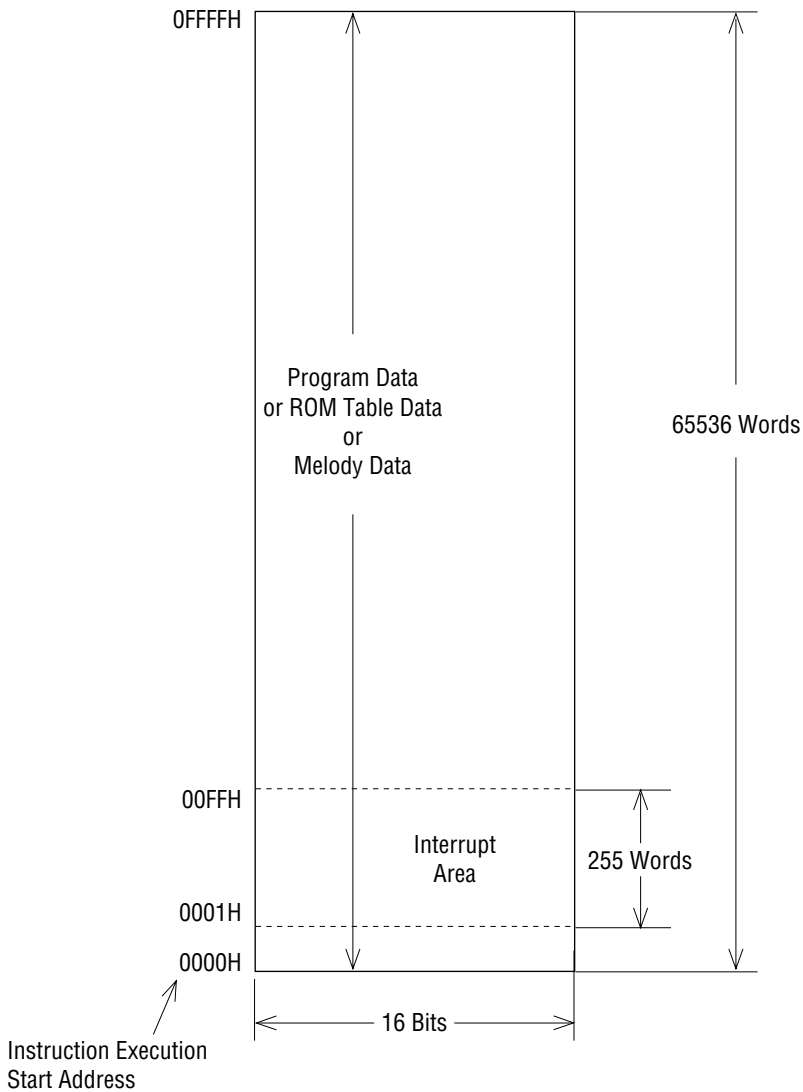 0FFFFH
Program Data
or ROM Table Data
or
Melody Data
65536 Words
00FFH
Interrupt
Area
255 Words
0001H
0000H
16 Bits
Instruction Execution
Start Address